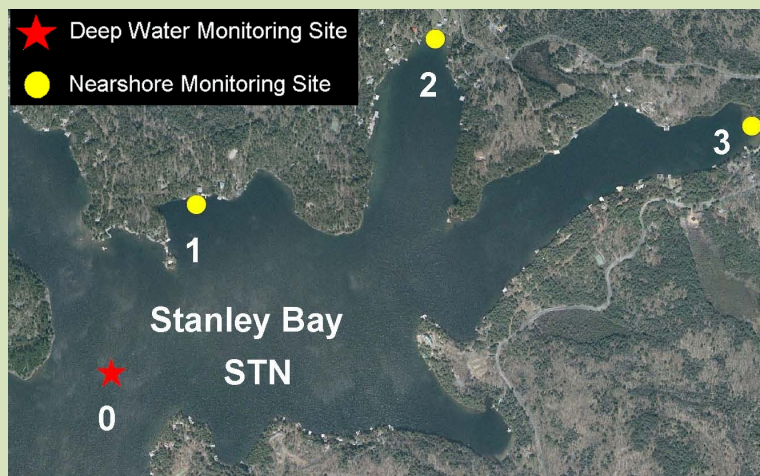 Deep Water Monitoring Site
Nearshore Monitoring Site
2
3
1
Stanley Bay
STN
0